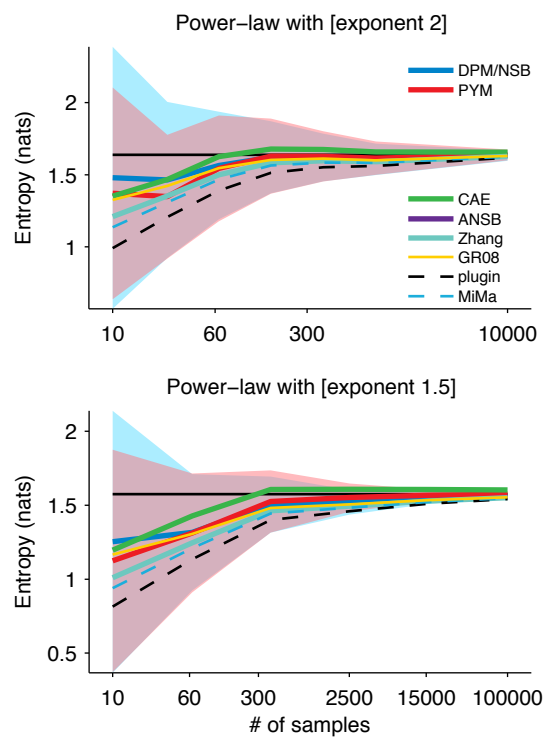 Power-law with [exponent 2]
Entropy (nats)
2
1.5
1
DPM/NSB
PYM
CAE
ANSB
Zhang
GR08
plugin
MiMa
10 60 300 10000
Power-law with [exponent 1.5]
Entropy (nats)
2
1.5
1
0.5
10 60 300 2500 15000 100000
# of samples